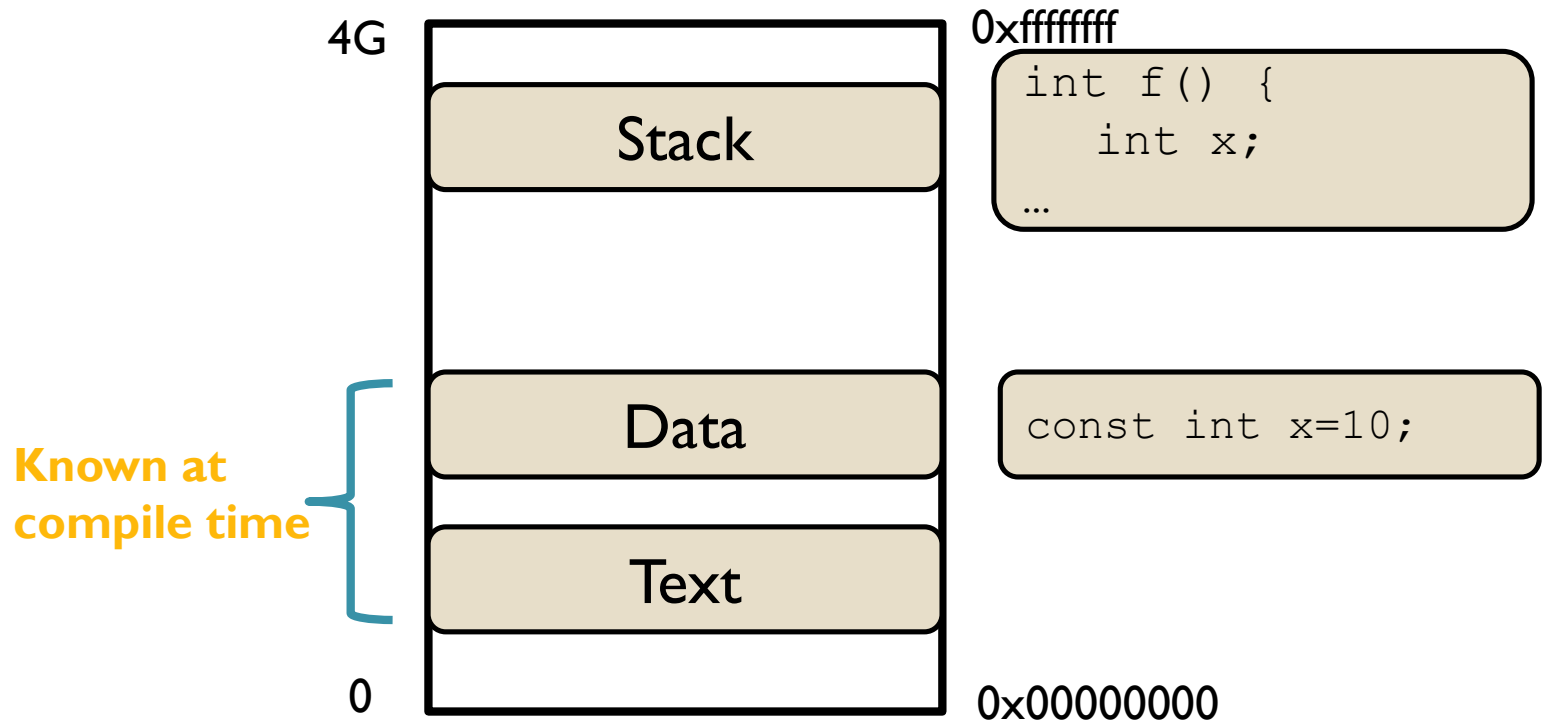 4G
0xffffffff
Stack
int f() {
int x;
…
Known at
compile time
Data
const int x=10;
Text
0
0x00000000